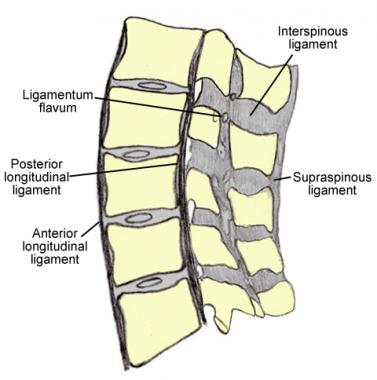 Interspinous
ligament
Ligamentum
flavum
Posterior
longitudinal
ligament
Supraspinous
ligament
Anterior
longitudinal
ligament